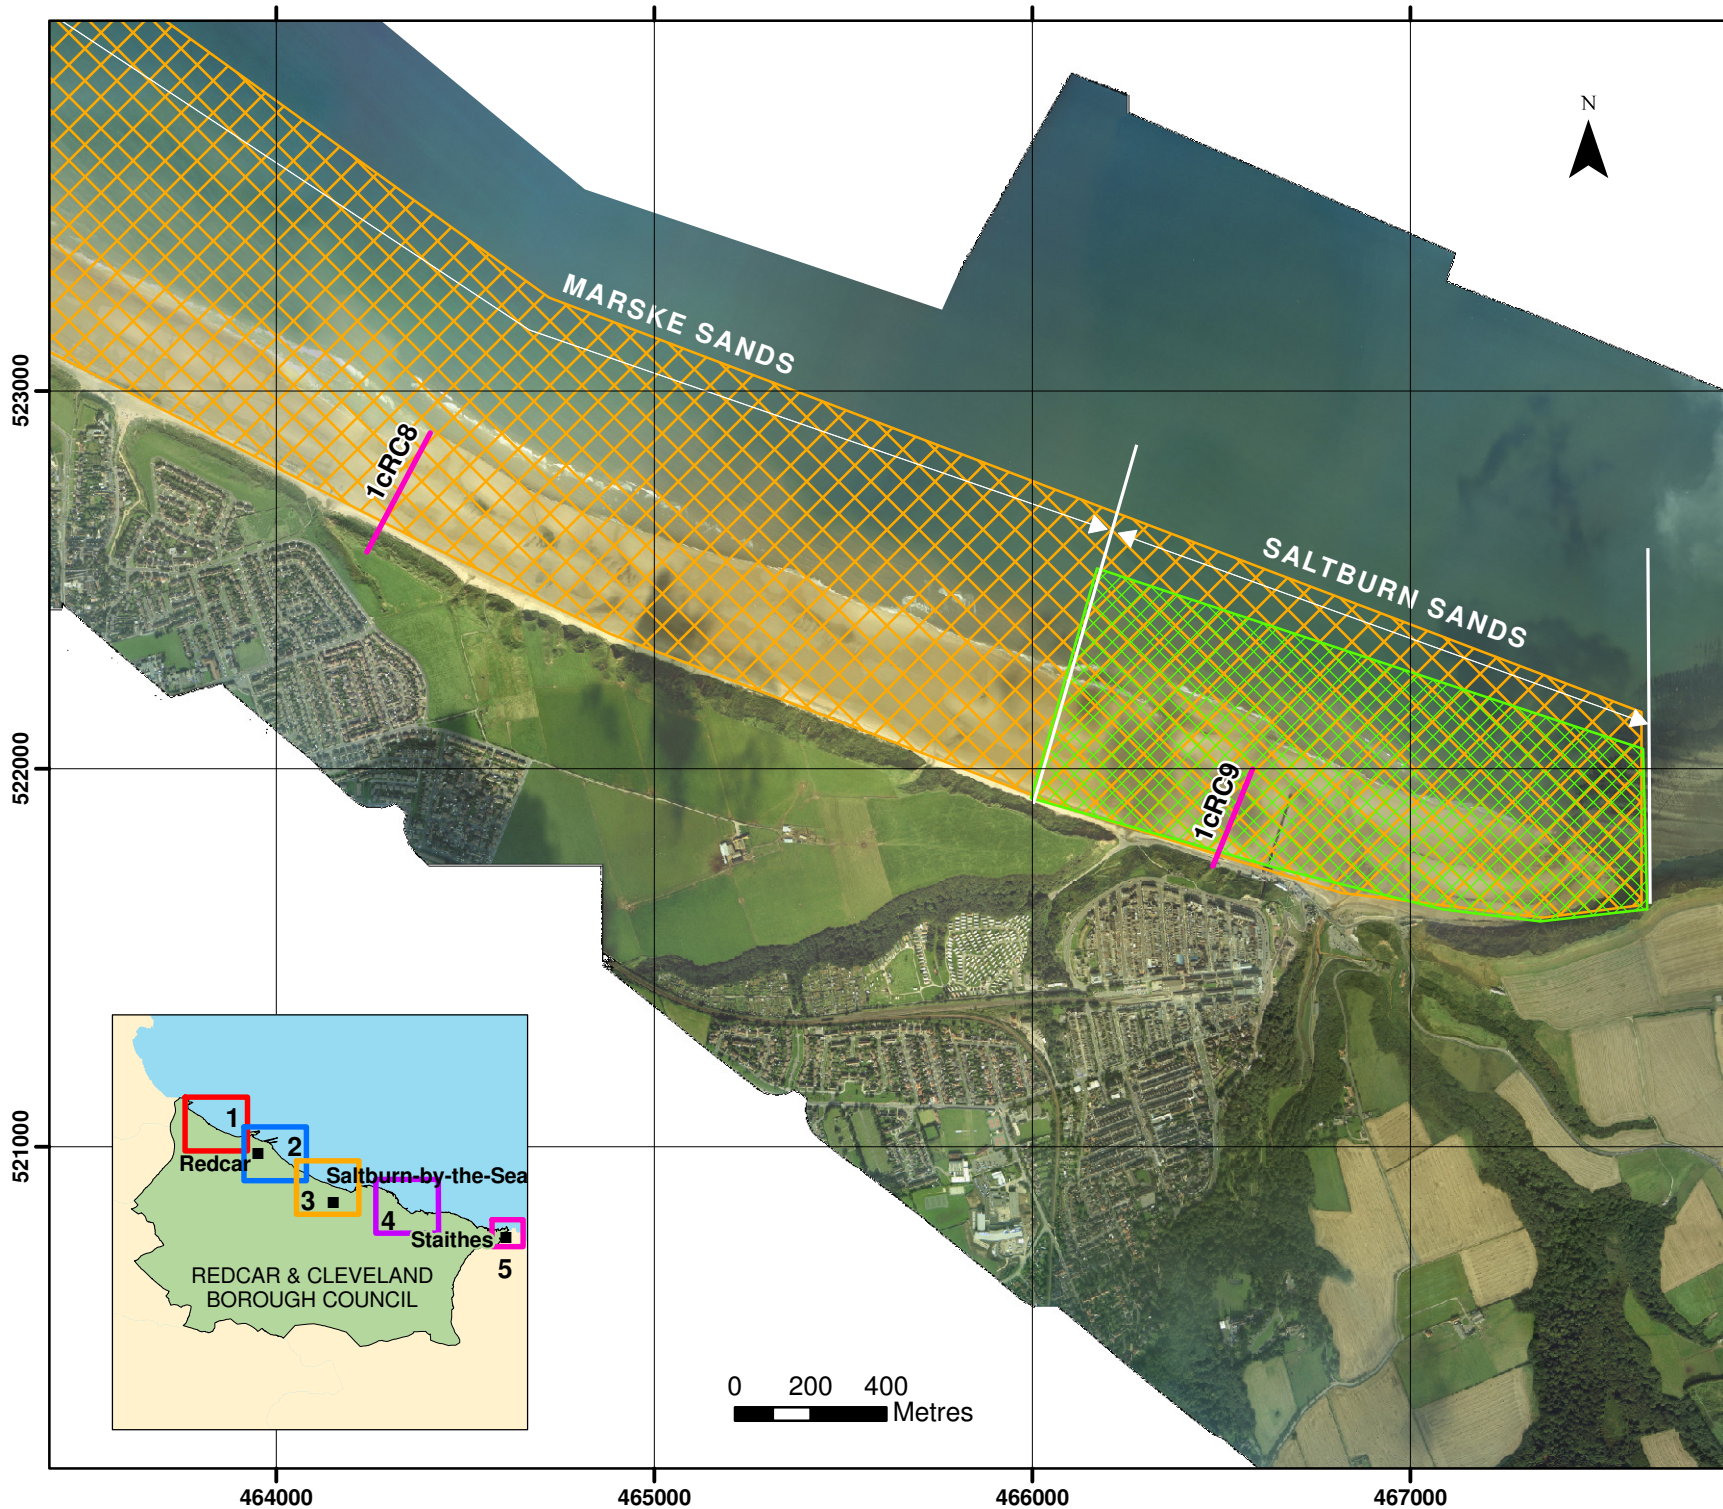 N
MARSKE SANDS
SALTBURN SANDS
1cRC8
1cRC9
523000
522000
521000
1
2
Redcar
Saltburn-by-the-Sea
3
4
Staithes
5
REDCAR & CLEVELAND
BOROUGH COUNCIL
0 200 400
Metres
464000 465000 466000 467000